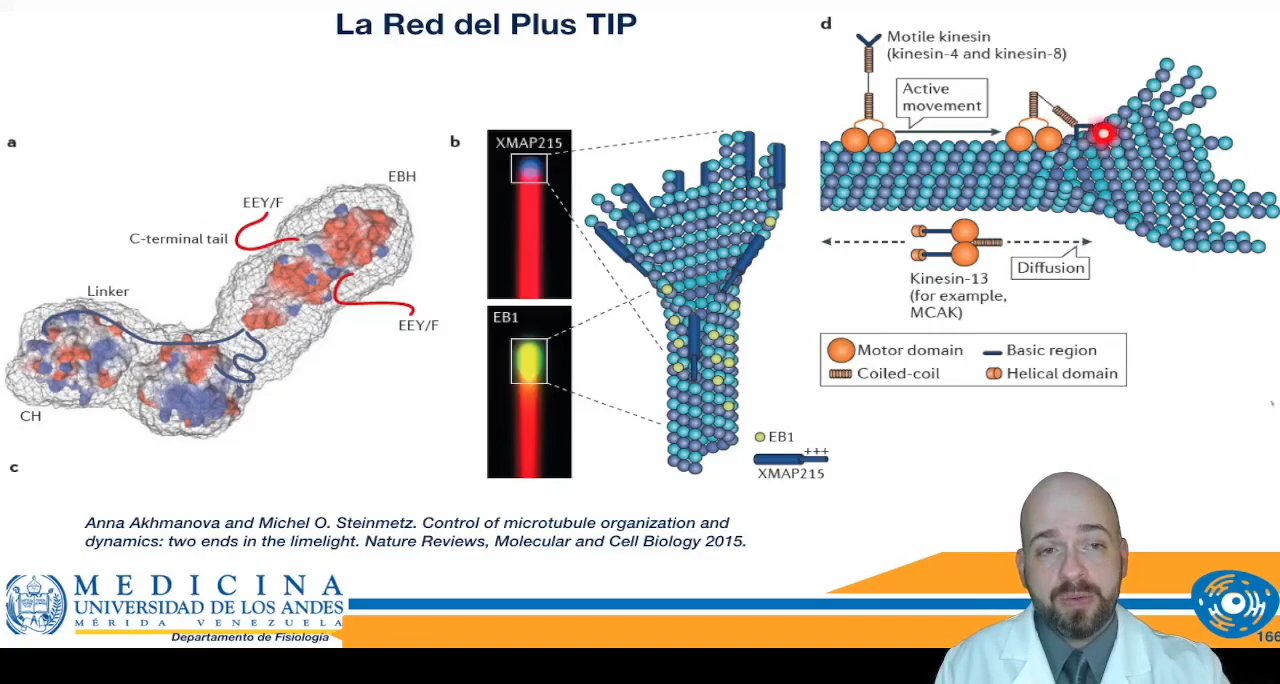 La Red del Plus TIP
a
EBH
EEY/F
C-terminal tail
Linker
EEY/F
CH
b
XMAP215
EB1
EB1
+++
XMAP215
c
d
Motile kinesin
(kinesin-4 and kinesin-8)
Active
movement
Kinesin-13
(for example,
MCAK)
Diffusion
Motor domain
Basic region
Coiled-coil
Helical domain
Anna Akhmanova and Michel O. Steinmetz. Control of microtubule organization and
dynamics: two ends in the limelight. Nature Reviews, Molecular and Cell Biology 2015.
MEDICINA
UNIVERSIDAD DE LOS ANDES
MÉRIDA VENEZUELA
Departamento de Fisiología
166